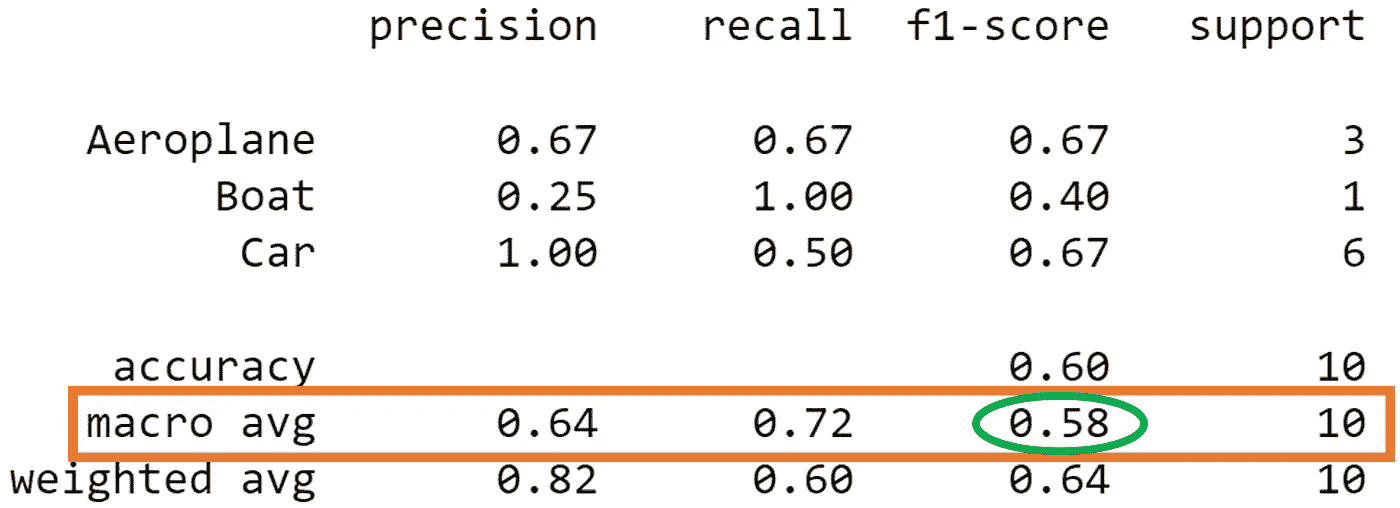 precision recall f1-score support
Aeroplane 0.67 0.67 0.67 3
Boat 0.25 1.00 0.40 1
Car 1.00 0.50 0.67 6
accuracy 0.60 10
macro avg 0.64 0.72 0.58 10
weighted avg 0.82 0.60 0.64 10